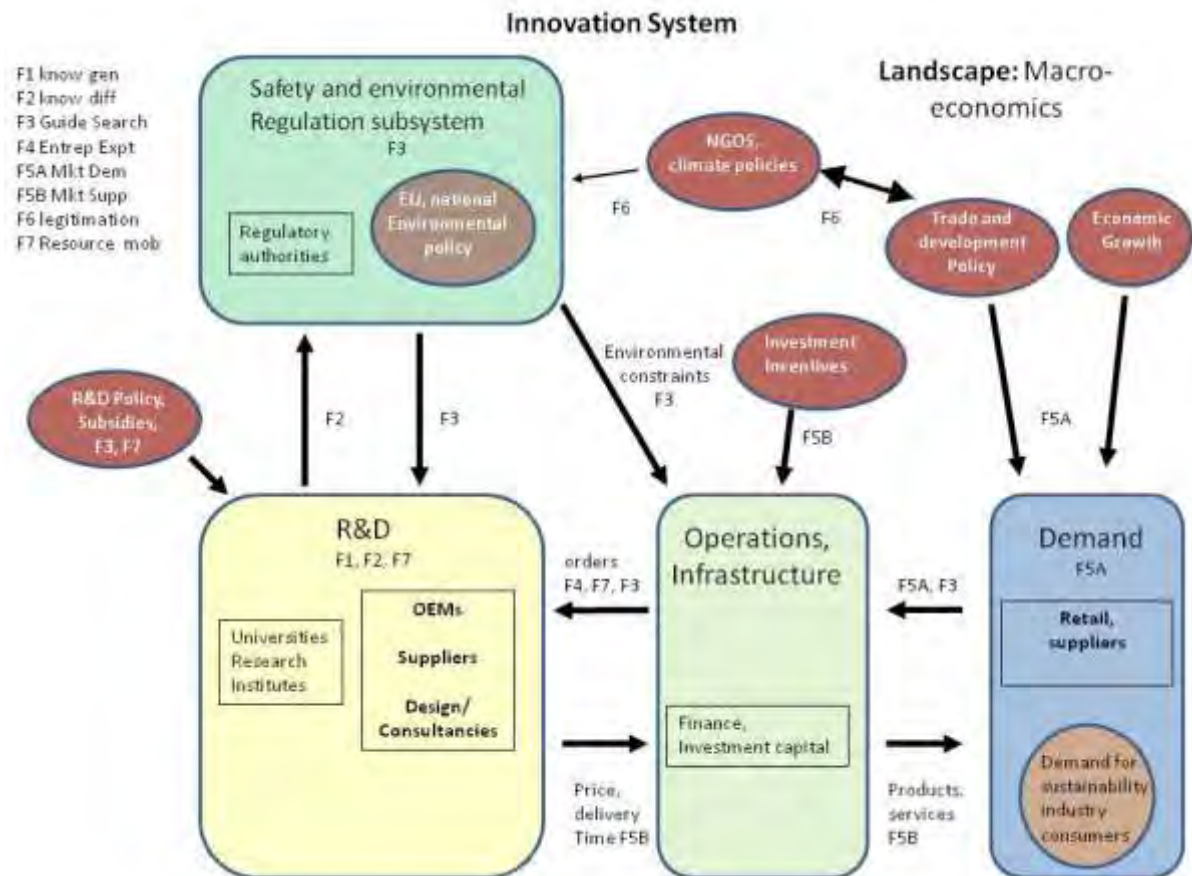 Innovation System
F1 know gen
F2 know diff
F3 Guide Search
F4 Entrep Expt
F5A Mkt Dem
F5B Mkt Supp
F6 legitimation
F7 Resource mob
Safety and environmental
Regulation subsystem
F3
Regulatory
authorities
EU, national
Environmental
policy
Landscape: Macro-
economics
NGOS,
climate policies
F6
F6
Trade and
development
Policy
Economic
Growth
R&D Policy,
Subsidies,
F3, F7
F2
F3
Environmental
constraints
F3
Investment
Incentives
F5B
F5A
R&D
F1, F2, F7
Universities
Research
Institutes
OEMs
Suppliers
Design/
Consultancies
orders
F4, F7, F3
Price,
delivery
Time F5B
Operations,
Infrastructure
Finance,
Investment capital
F5A, F3
Products,
services
F5B
Demand
F5A
Retail,
suppliers
Demand for
sustainability
industry
consumers